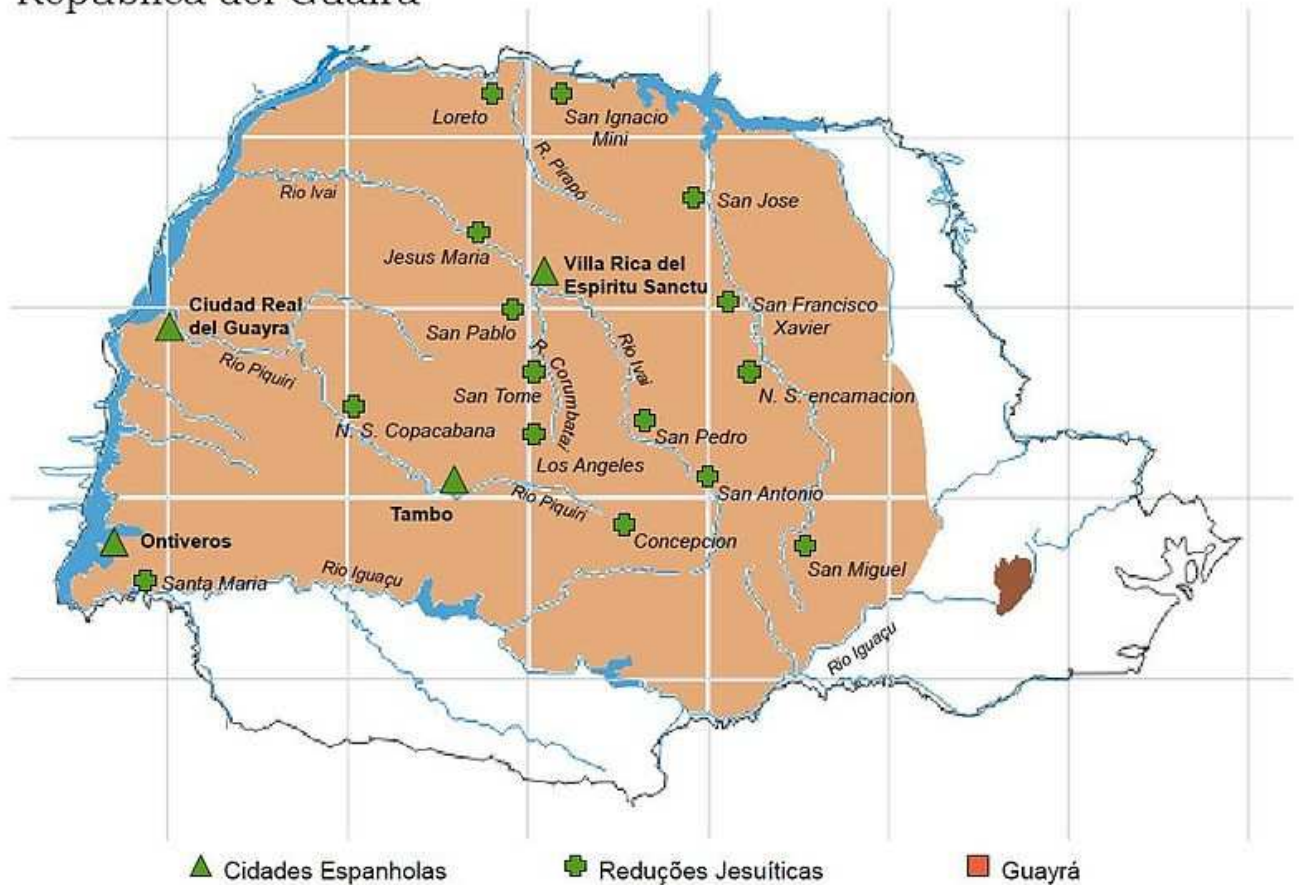 República del Guairá
Loreto
San Ignacio
Mini
R. Pirapó
Rio Ivai
San Jose
Jesus Maria
Villa Rica del
Espiritu Sanctu
Ciudad Real
del Guayra
San Pablo
San Francisco
Xavier
Rio Piquiri
R. Corumbatai
Rio Ivai
San Tome
N. S. encarnacion
N. S. Copacabana
San Pedro
Los Angeles
San Antonio
Tambo
Rio Piquiri
Concepcion
Ontiveros
San Miguel
Santa Maria
Rio Iguaçu
Rio Iguaçu
Cidades Espanholas
Reduções Jesuíticas
Guayrá